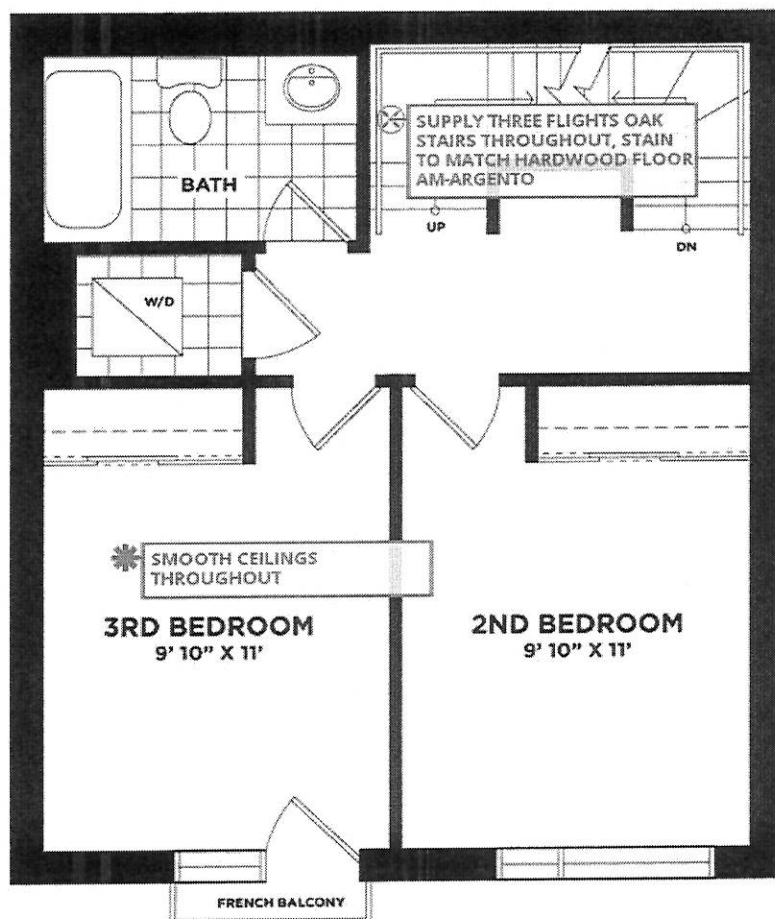 SUPPLY THREE FLIGHTS OAK
STAIRS THROUGHOUT, STAIN
TO MATCH HARDWOOD FLOOR
AM-ARGENTO
BATH
UP
DN
W/D
SMOOTH CEILINGS
THROUGHOUT
3RD BEDROOM
9' 10" X 11'
2ND BEDROOM
9' 10" X 11'
FRENCH BALCONY